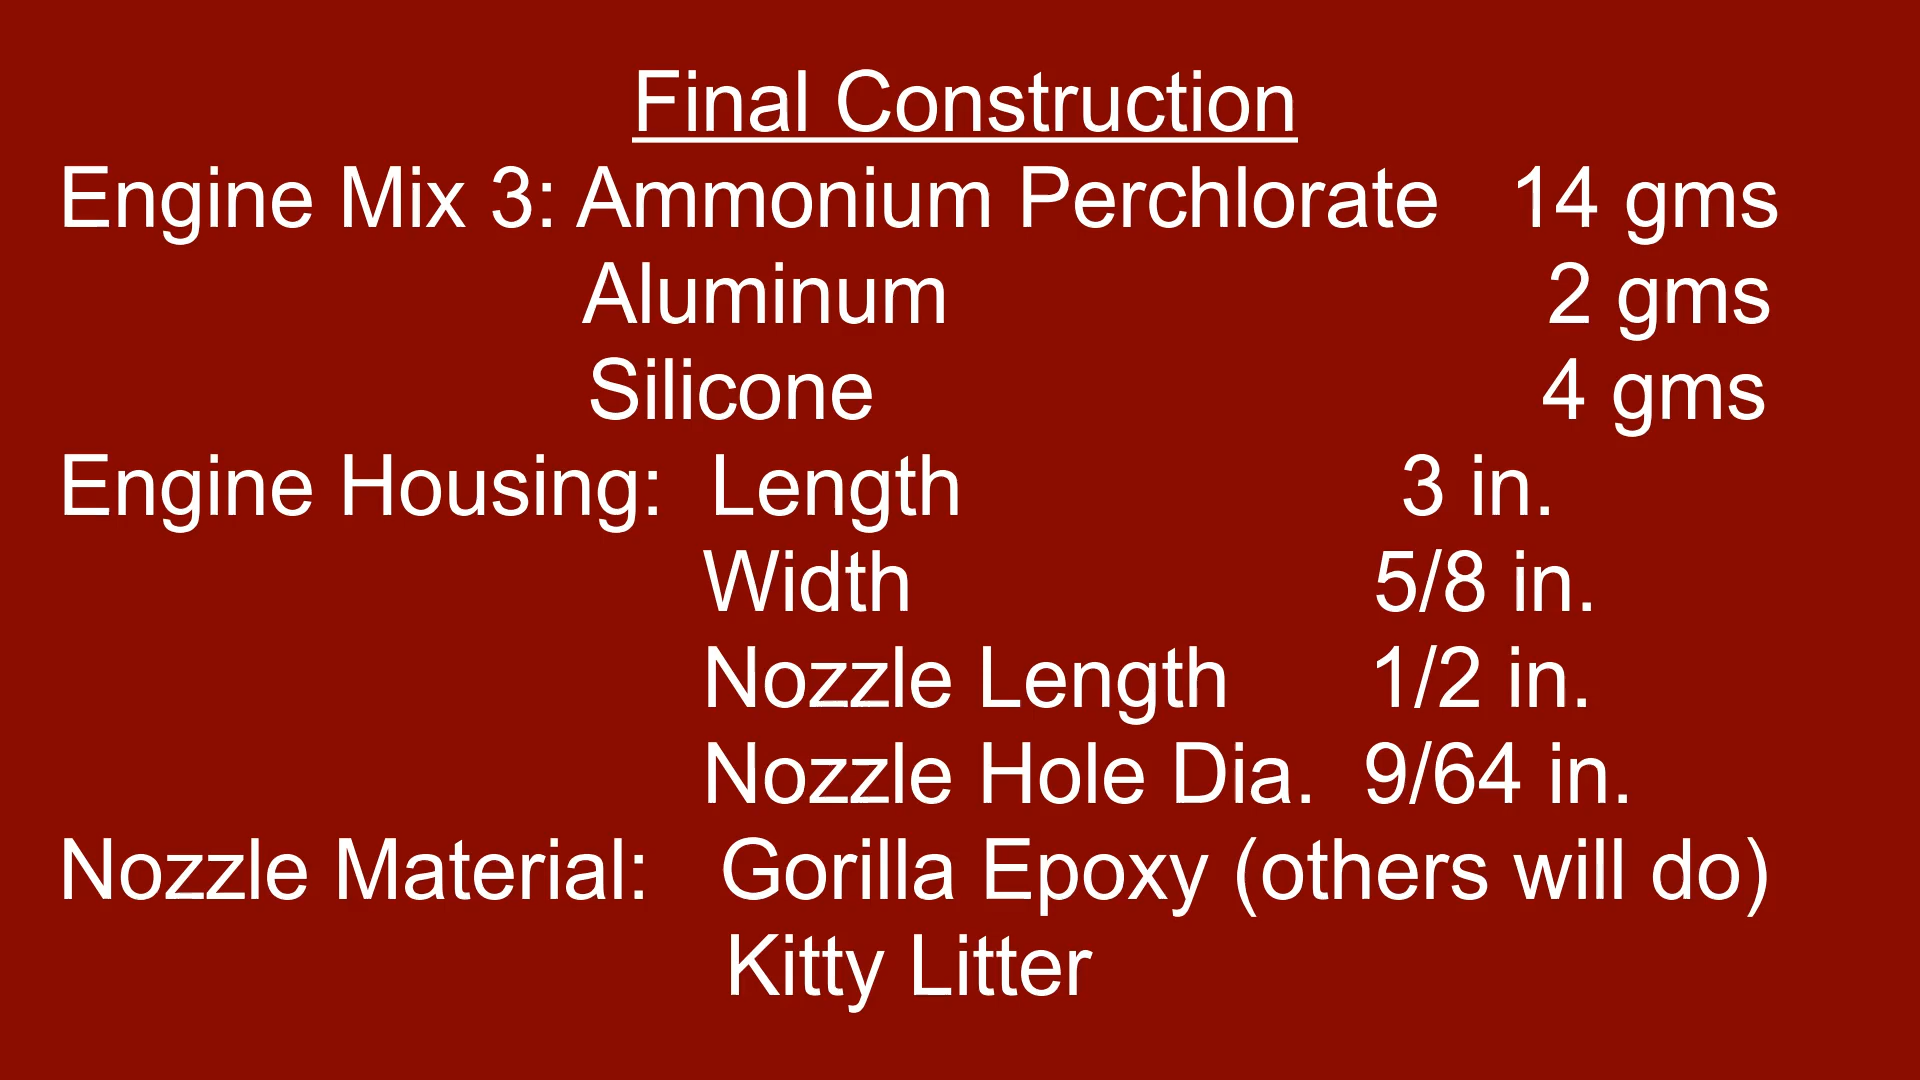 Final Construction
Engine Mix 3: Ammonium Perchlorate 14 gms
Aluminum 2 gms
Silicone 4 gms
Engine Housing: Length 3 in.
Width 5/8 in.
Nozzle Length 1/2 in.
Nozzle Hole Dia. 9/64 in.
Nozzle Material: Gorilla Epoxy (others will do)
Kitty Litter